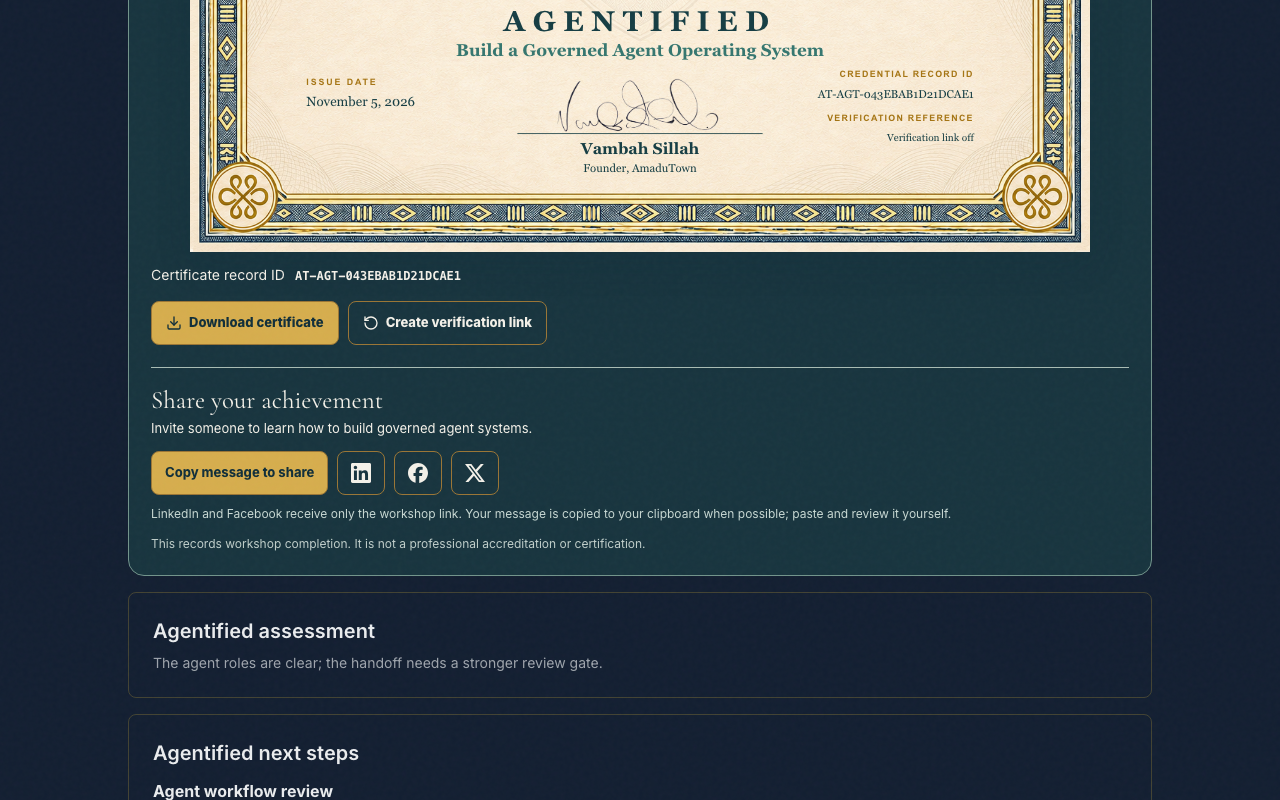 AGENTIFIED
Build a Governed Agent Operating System
ISSUE DATE
November 5, 2026
CREDENTIAL RECORD ID
AT-AGT-043EBAB1D21DCAE1
VERIFICATION REFERENCE
Verification link off
Vambah Sillah
Founder, AmaduTown
Certificate record ID AT-AGT-043EBAB1D21DCAE1
Download certificate
Create verification link
Share your achievement
Invite someone to learn how to build governed agent systems.
Copy message to share
LinkedIn and Facebook receive only the workshop link. Your message is copied to your clipboard when possible; paste and review it yourself.
This records workshop completion. It is not a professional accreditation or certification.
Agentified assessment
The agent roles are clear; the handoff needs a stronger review gate.
Agentified next steps
Agent workflow review